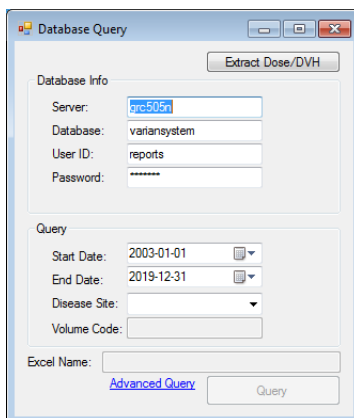 Database Query
Extract Dose/DVH
Database Info
Server: grc505n
Database: variansystem
User ID: reports
Password: *******
Query
Start Date: 2003-01-01
End Date: 2019-12-31
Disease Site:
Volume Code:
Excel Name:
Advanced Query
Query